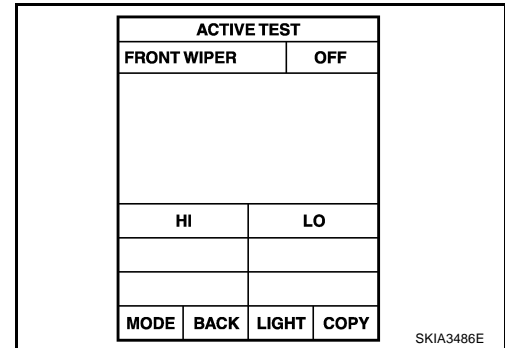 ACTIVE TEST
FRONT WIPER OFF
HI LO
MODE BACK LIGHT COPY
SKIA3486E